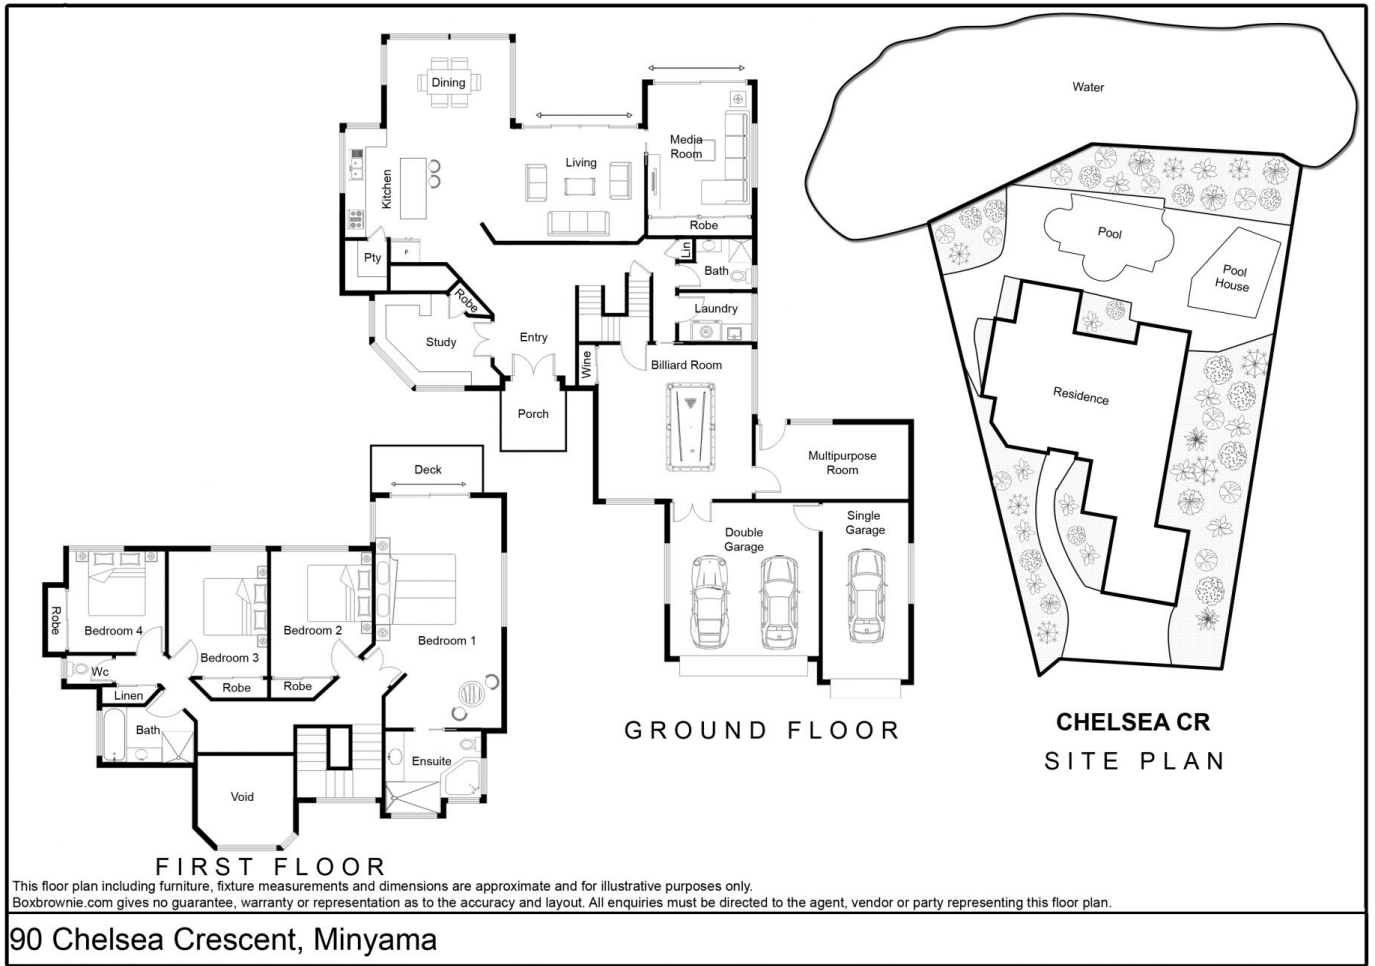 Dining
Living
Media
Room
Kitchen
Robe
F
Pty
Lin
Bath
Robe
Laundry
Study
Entry
Wine
Billiard Room
Porch
Multipurpose
Room
Double
Garage
Single
Garage
GROUND FLOOR
Deck
Bedroom 1
Bedroom 2
Bedroom 3
Bedroom 4
Robe
Robe
Robe
Wc
Linen
Bath
Ensuite
Void
FIRST FLOOR
Water
Pool
Pool
House
Residence
CHELSEA CR
SITE PLAN
This floor plan including furniture, fixture measurements and dimensions are approximate and for illustrative purposes only.
Boxbrownie.com gives no guarantee, warranty or representation as to the accuracy and layout. All enquiries must be directed to the agent, vendor or party representing this floor plan.
90 Chelsea Crescent, Minyama